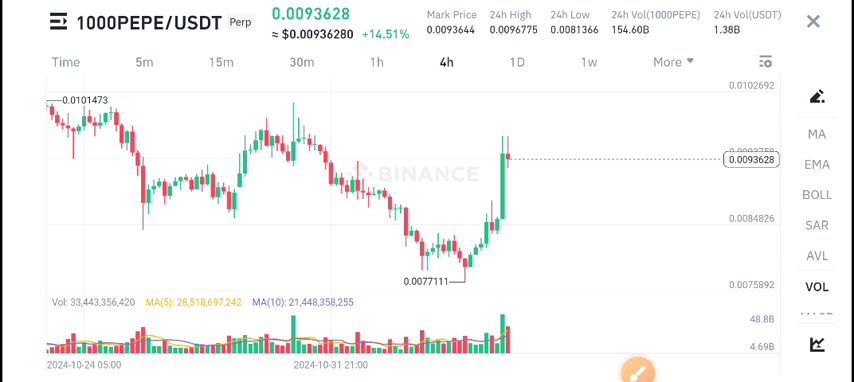 1000PEPE/USDT Perp
0.0093628
≈ $0.00936280 +14.51%
Mark Price
0.0093644
24h High
0.0096775
24h Low
0.0081366
24h Vol(1000PEPE)
154.60B
24h Vol(USDT)
1.38B
Time 5m 15m 30m 1h 4h 1D 1w More
0.0102692
0.0101473
0.0093628
BINANCE
0.0084826
0.0077111
0.0075892
MA
EMA
BOLL
SAR
AVL
VOL
Vol: 33,443,356,420 MA(5): 28,518,697,242 MA(10): 21,448,358,255
48.8B
4.69B
2024-10-24 05:00 2024-10-31 21:00